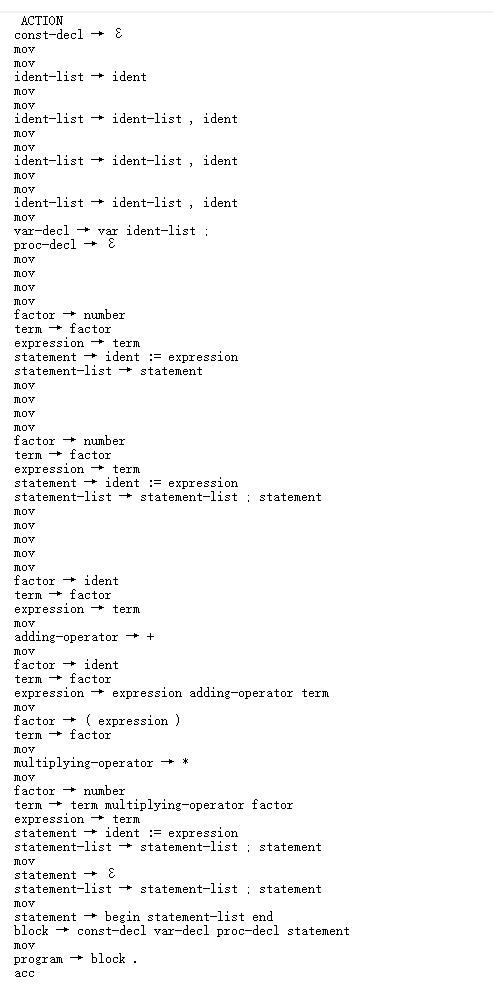 ACTION
const-decl → ε
mov
mov
ident-list → ident
mov
mov
ident-list → ident-list , ident
mov
mov
ident-list → ident-list , ident
mov
mov
ident-list → ident-list , ident
mov
var-decl → var ident-list ;
proc-decl → ε
mov
mov
mov
mov
factor → number
term → factor
expression → term
statement → ident := expression
statement-list → statement
mov
mov
mov
mov
factor → number
term → factor
expression → term
statement → ident := expression
statement-list → statement-list ; statement
mov
mov
mov
mov
mov
factor → ident
term → factor
expression → term
mov
adding-operator → +
mov
factor → ident
term → factor
expression → expression adding-operator term
mov
factor → ( expression )
term → factor
mov
multiplying-operator → *
mov
factor → number
term → term multiplying-operator factor
expression → term
statement → ident := expression
statement-list → statement-list ; statement
mov
statement → ε
statement-list → statement-list ; statement
mov
statement → begin statement-list end
block → const-decl var-decl proc-decl statement
mov
program → block .
acc